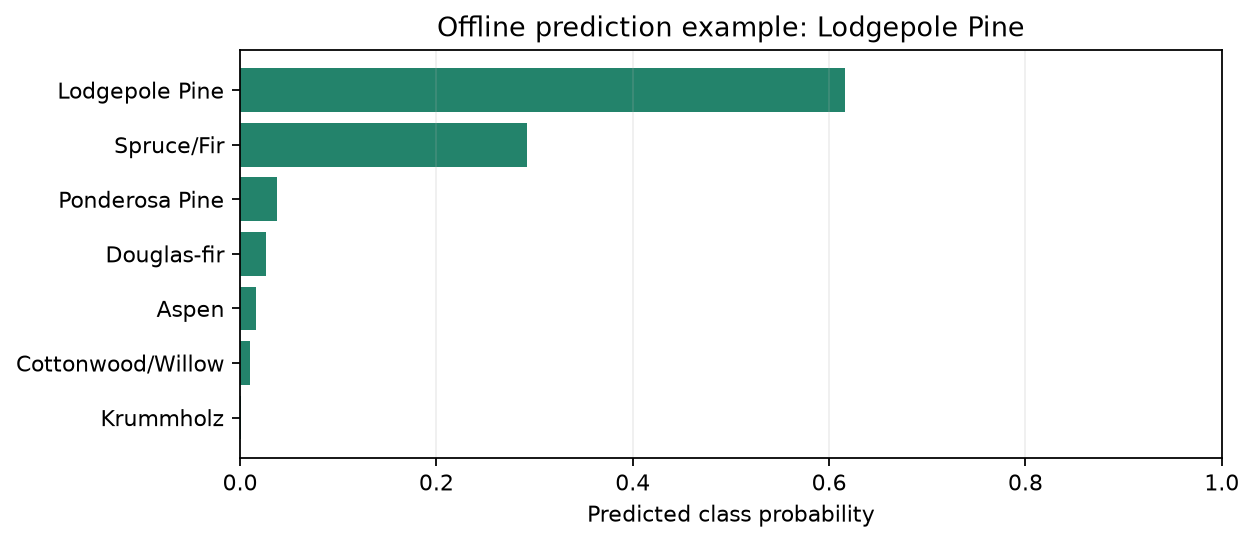 Offline prediction example: Lodgepole Pine
Lodgepole Pine
Spruce/Fir
Ponderosa Pine
Douglas-fir
Aspen
Cottonwood/Willow
Krummholz
0.0 0.2 0.4 0.6 0.8 1.0
Predicted class probability